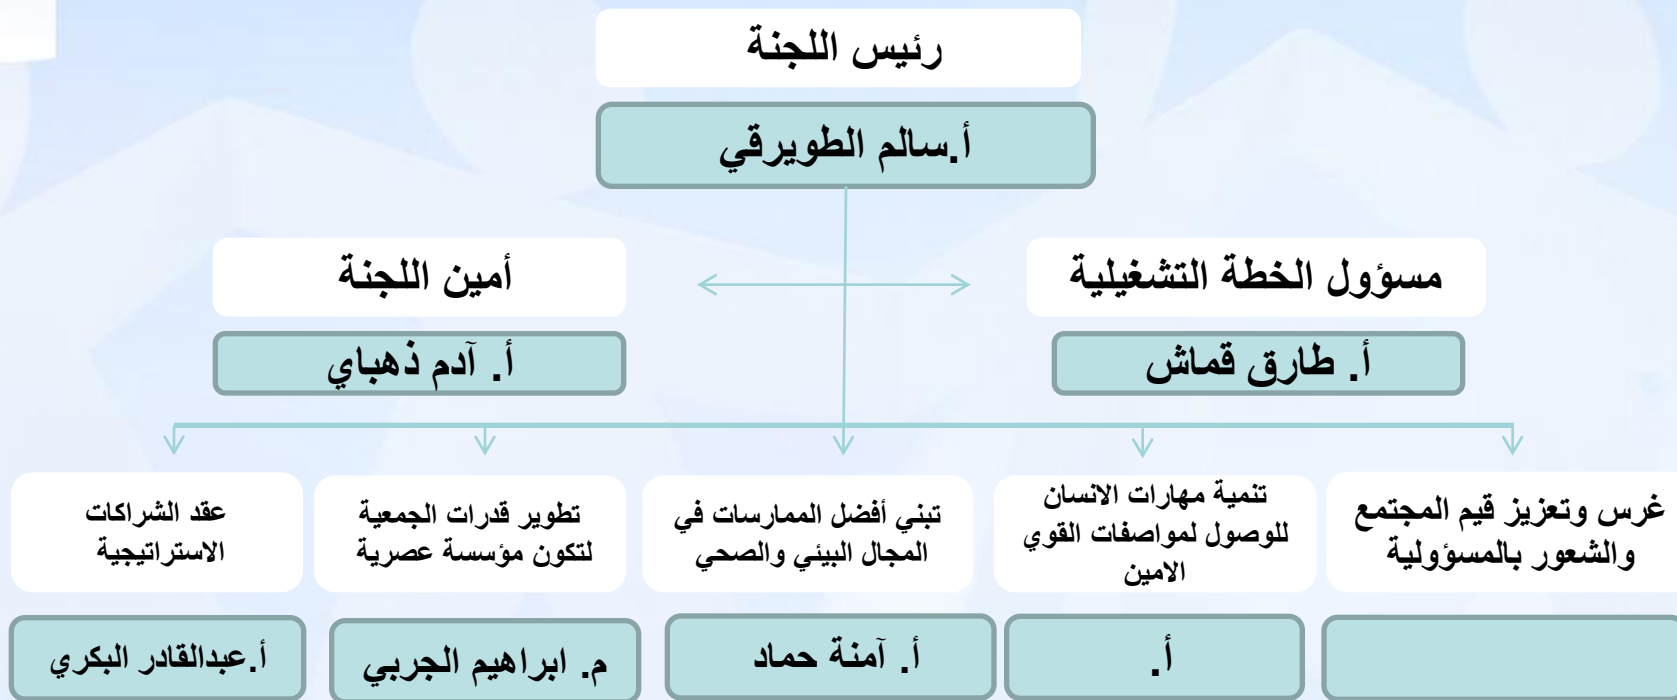 رئيس اللجنة
أ.سالم الطويرقي
مسؤول الخطة التشغيلية
أمين اللجنة
أ. طارق قماش
أ. آدم ذهباي
غرس وتعزيز قيم المجتمع
والشعور بالمسؤولية
تنمية مهارات الانسان
للوصول لمواصفات القوي
الامين
أ.
تبني أفضل الممارسات في
المجال البيئي والصحي
أ. آمنة حماد
تطوير قدرات الجمعية
لتكون مؤسسة عصرية
م. ابراهيم الجربي
عقد الشراكات
الاستراتيجية
أ.عبدالقادر البكري